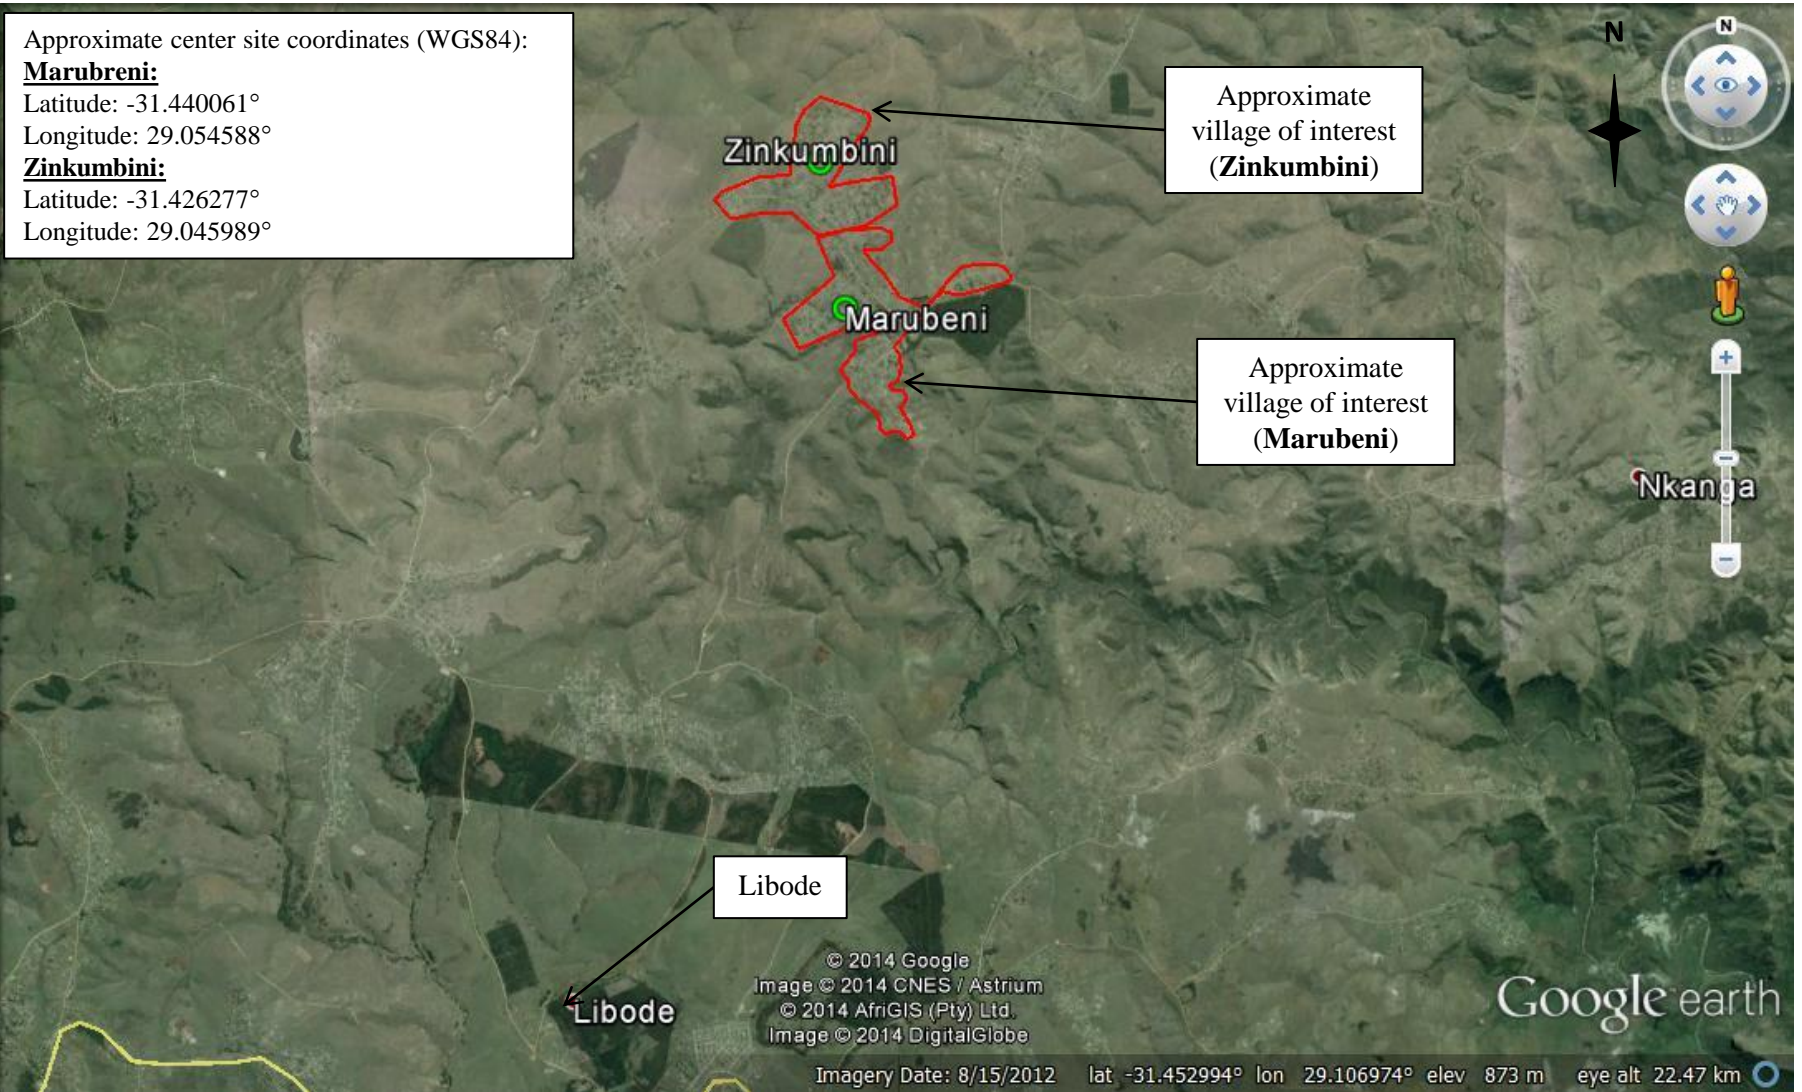 Approximate center site coordinates (WGS84):
Marubreni:
Latitude: -31.440061°
Longitude: 29.054588°
Zinkumbini:
Latitude: -31.426277°
Longitude: 29.045989°
N
N
Approximate
village of interest
(Zinkumbini)
Zinkumbini
Marubeni
Approximate
village of interest
(Marubeni)
Nkanga
Libode
Libode
© 2014 Google
Image © 2014 CNES / Astrium
© 2014 AfriGIS (Pty) Ltd.
Image © 2014 DigitalGlobe
Google earth
Imagery Date: 8/15/2012 lat -31.452994° lon 29.106974° elev 873 m eye alt 22.47 km